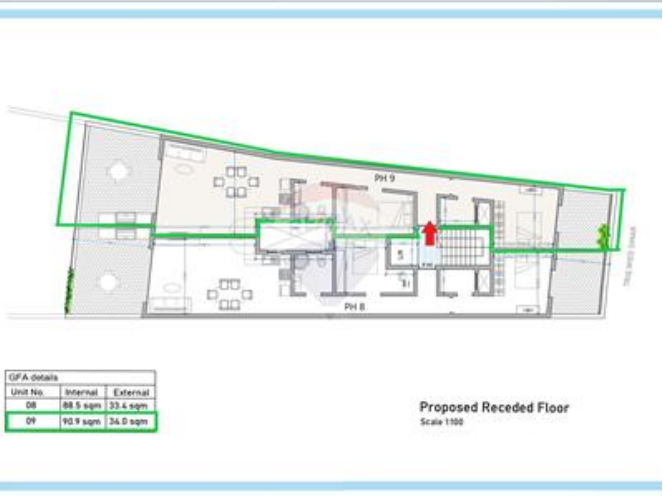 PH 9
LIFT
PH 8
GFA details
Unit No. Internal External
08 88.5 sqm 33.4 sqm
09 90.9 sqm 34.0 sqm
Proposed Receded Floor
Scale 1:100